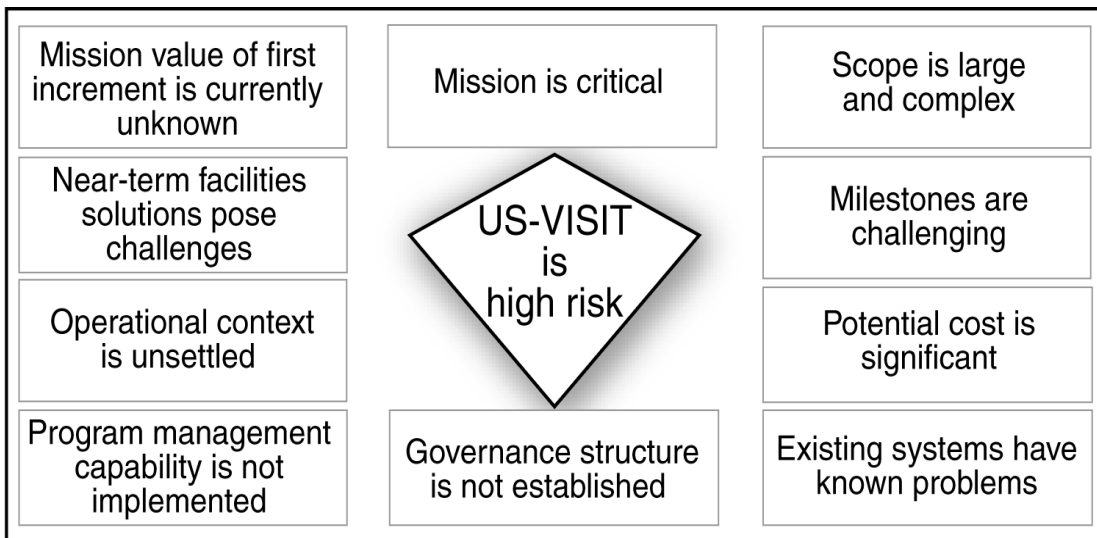 Mission value of first
increment is currently
unknown
Mission is critical
Scope is large
and complex
Near-term facilities
solutions pose
challenges
US-VISIT
is
high risk
Milestones are
challenging
Operational context
is unsettled
Potential cost is
significant
Program management
capability is not
implemented
Governance structure
is not established
Existing systems have
known problems